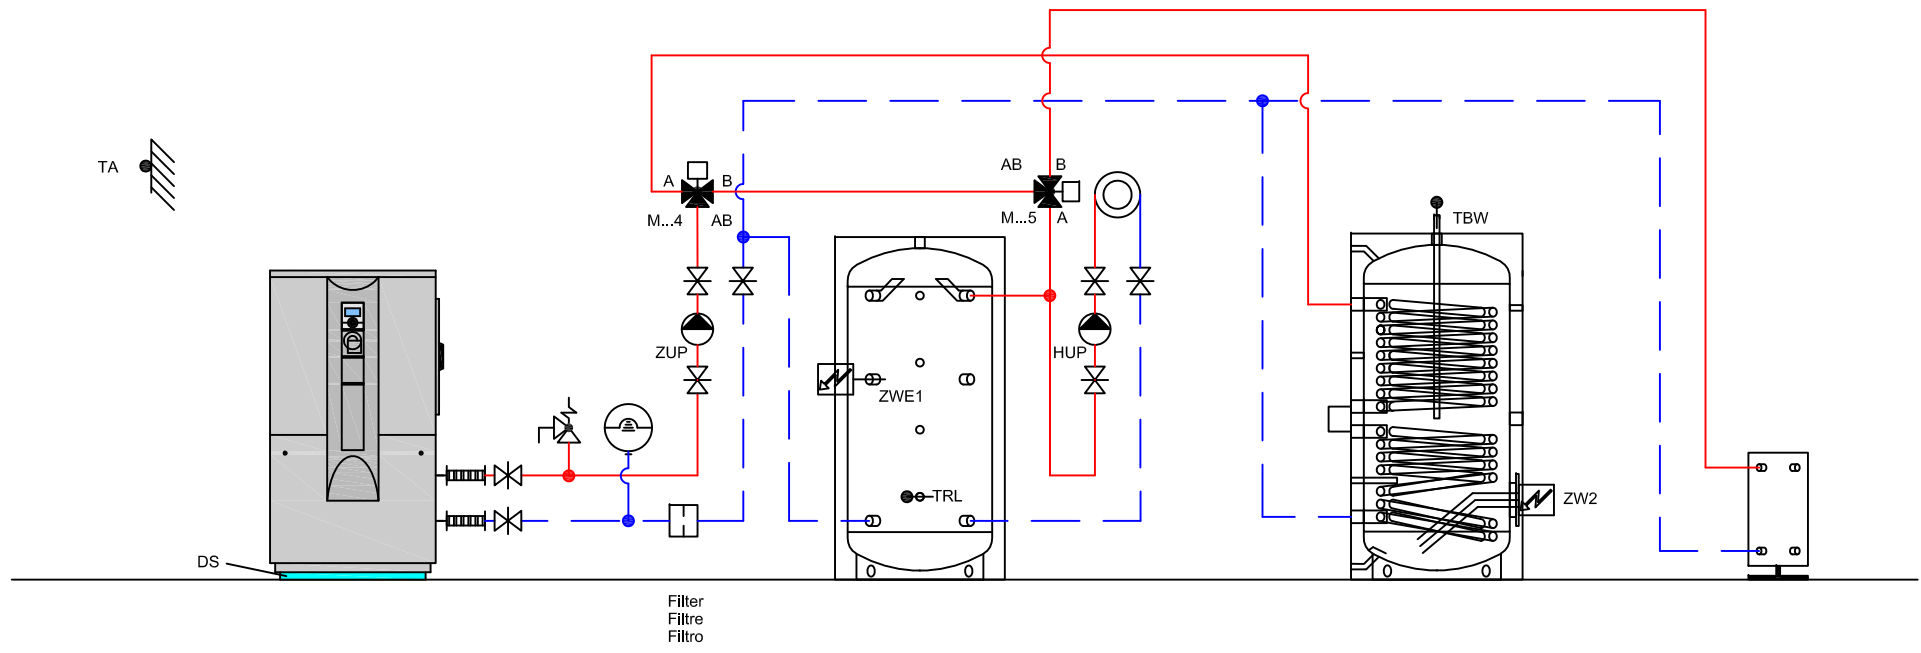 TA
A
B
M...4
AB
AB
B
M...5
A
TBW
ZUP
HUP
ZWE1
TRL
ZW2
DS
Filter
Filtre
Filtro